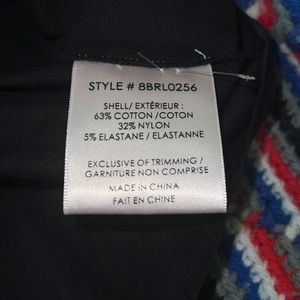 STYLE # 8BRL0256
SHELL/ EXTÉRIEUR :
63% COTTON /COTON
32% NYLON
5% ELASTANE / ELASTANNE
EXCLUSIVE OF TRIMMING /
GARNITURE NON COMPRIS
MADE IN CHINA
FAIT EN CHINE